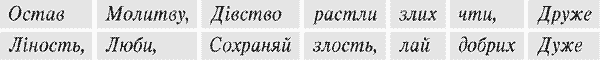 Остав Молитву, Дівство растли злих чти, Друже
Ліность, Люби, Сохраняй злость, лай добрих Дуже